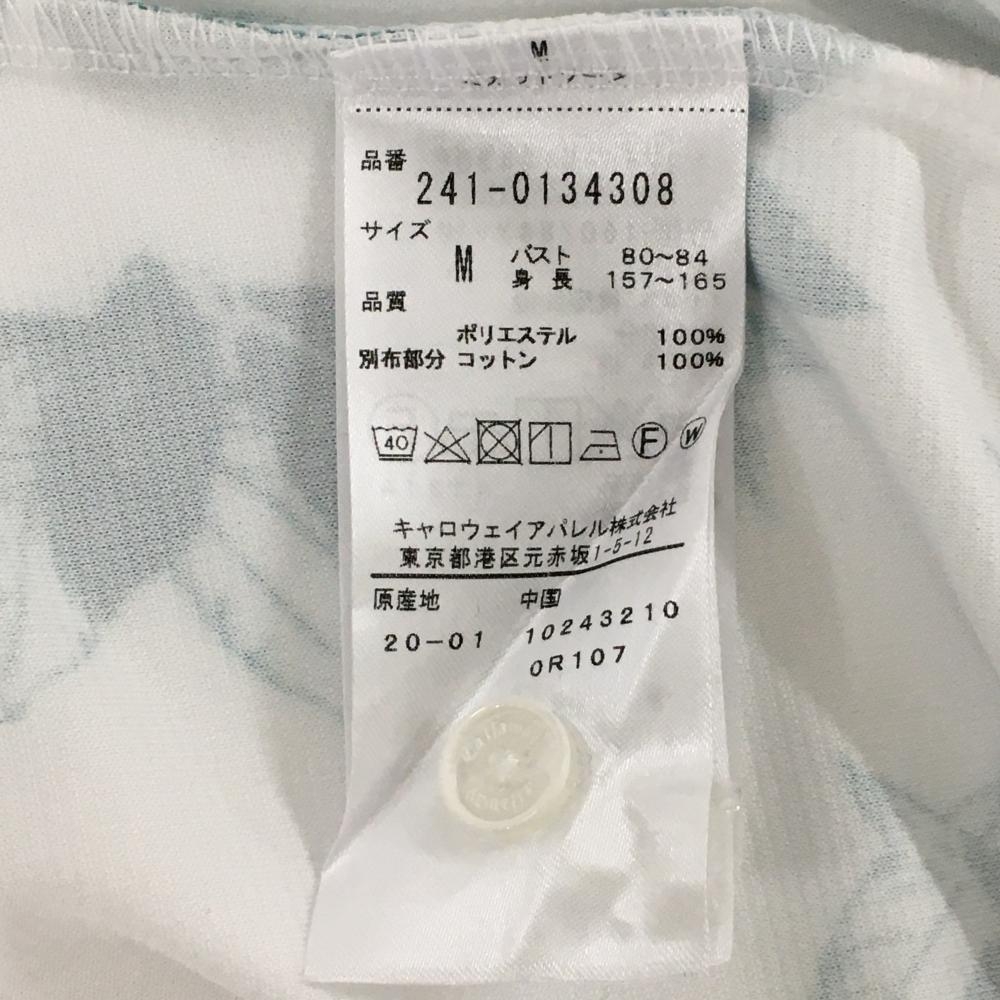 M
品番
241-0134308
サイズ
M バスト 80~84
身長 157~165
品質
ポリエステル 100%
別布部分 コットン 100%
40 F W
キャロウェイアパレル株式会社
東京都港区元赤坂1-5-12
原産地 中国
20-01 10243210
0R107
Callaway
APPAREL